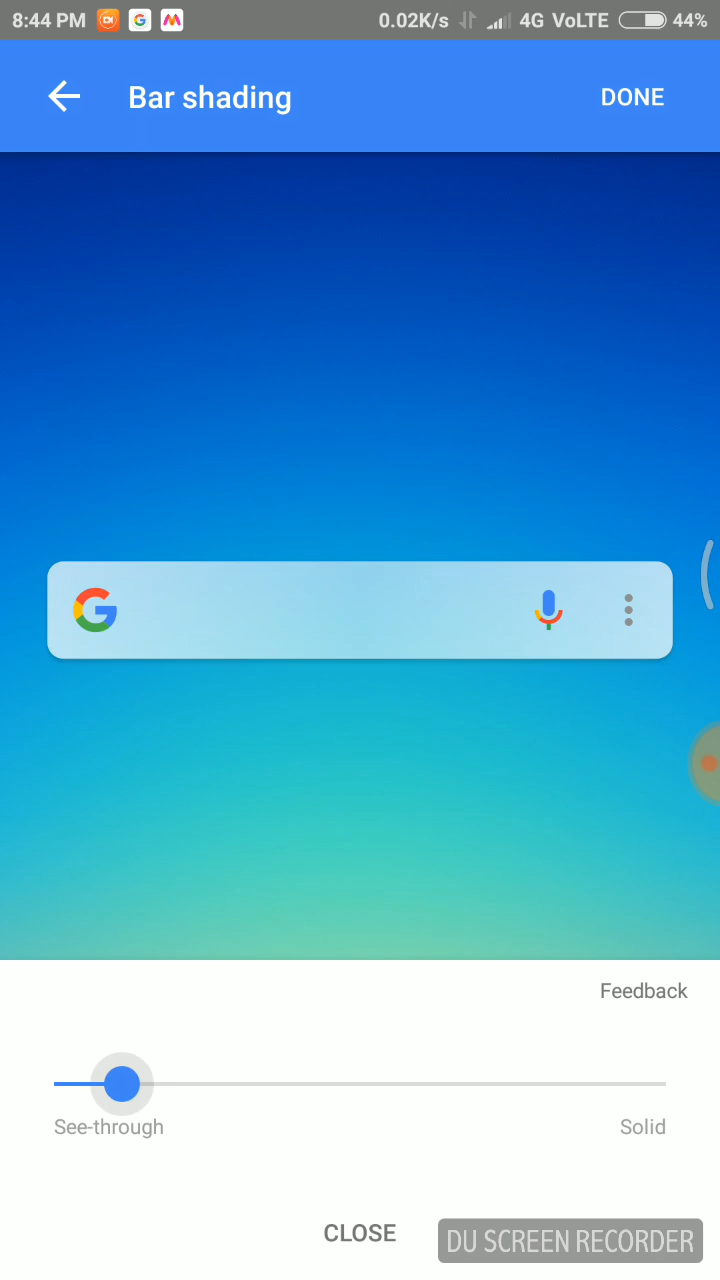 8:44 PM 0.02K/s 4G VoLTE 44%
Bar shading DONE
Feedback
See-through Solid
CLOSE
DU SCREEN RECORDER